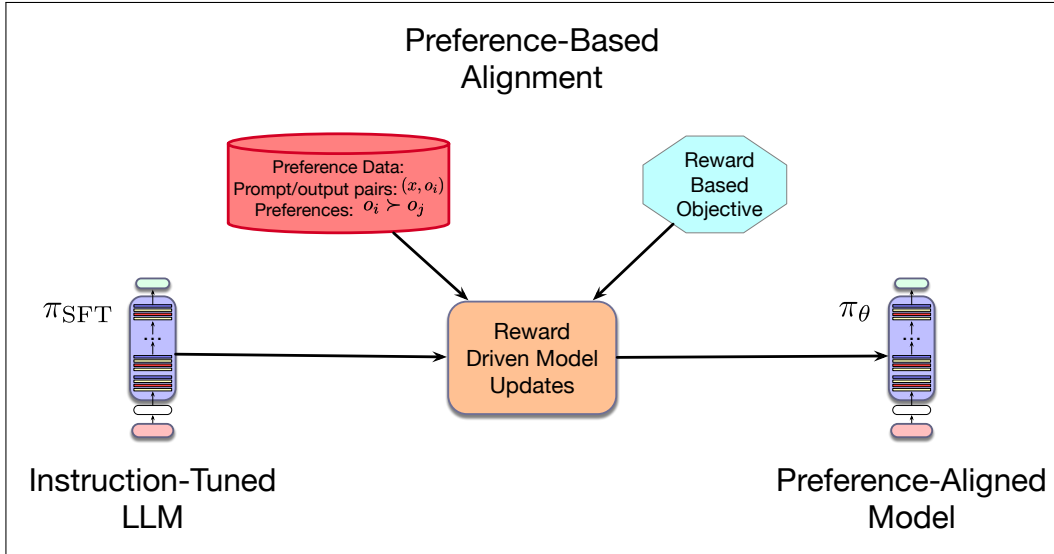 Preference-Based
Alignment
Preference Data:
Prompt/output pairs: (x, o_i)
Preferences: o_i ≻ o_j
Reward
Based
Objective
π_SFT
...
Reward
Driven Model
Updates
π_θ
...
Instruction-Tuned
LLM
Preference-Aligned
Model